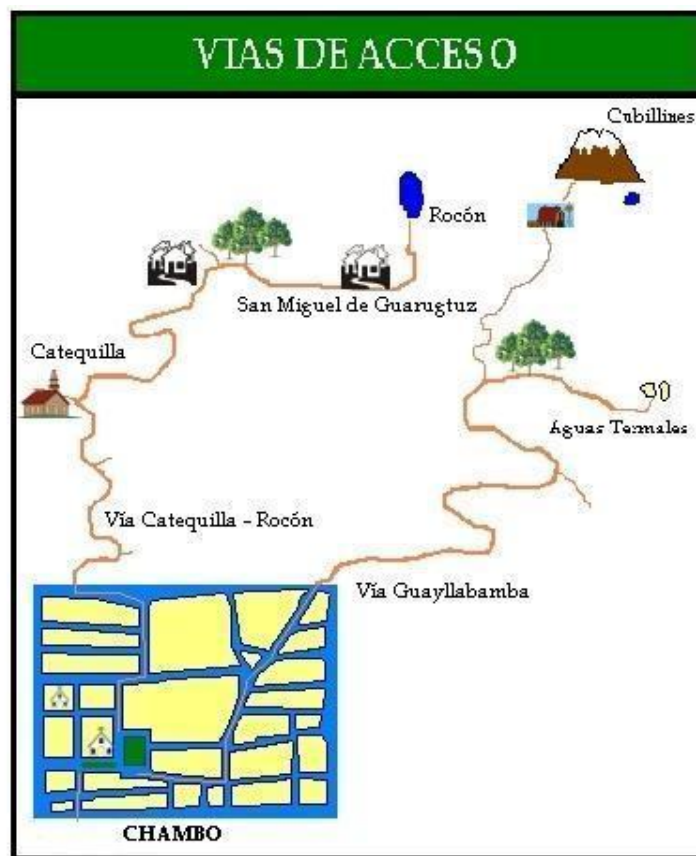 VIAS DE ACCESO
Cubillines
Rocón
San Miguel de Guarugtuz
Catequilla
Aguas Termales
Vía Catequilla - Rocón
Vía Guayllabamba
CHAMBO